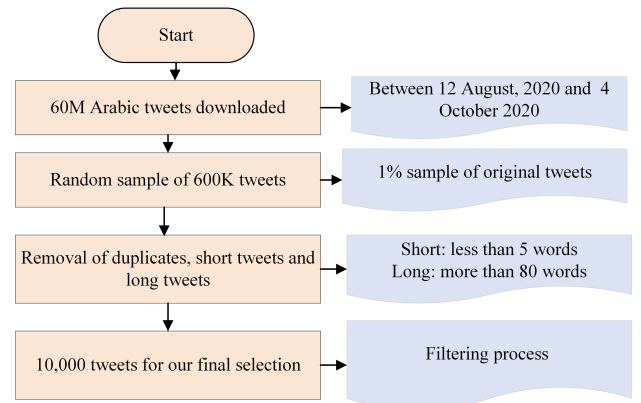 Start
60M Arabic tweets downloaded
Between 12 August, 2020 and 4
October 2020
Random sample of 600K tweets
1% sample of original tweets
Removal of duplicates, short tweets and
long tweets
Short: less than 5 words
Long: more than 80 words
10,000 tweets for our final selection
Filtering process